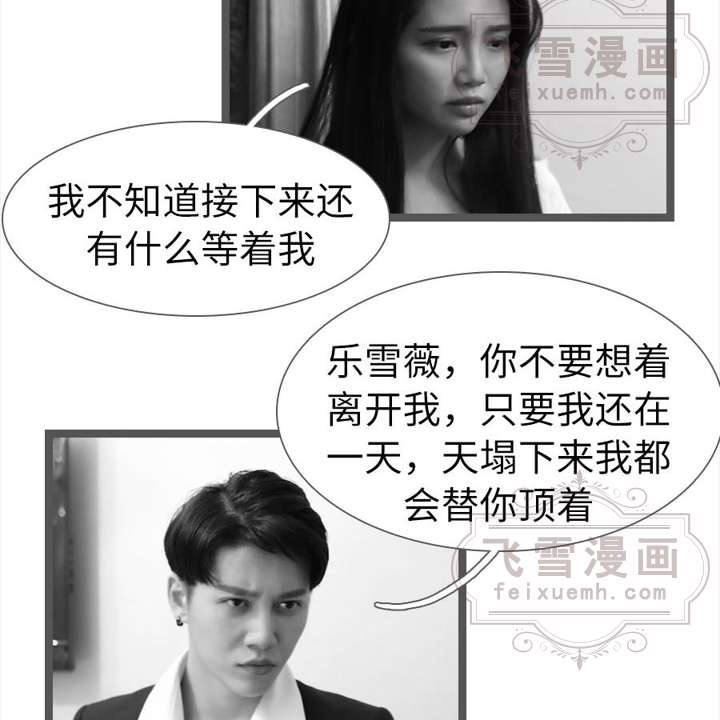 飞雪漫画
feixuemh.com
我不知道接下来还
有什么等着我
乐雪薇，你不要想着
离开我，只要我还在
一天，天塌下来我都
会替你顶着
飞雪漫画
feixuemh.com